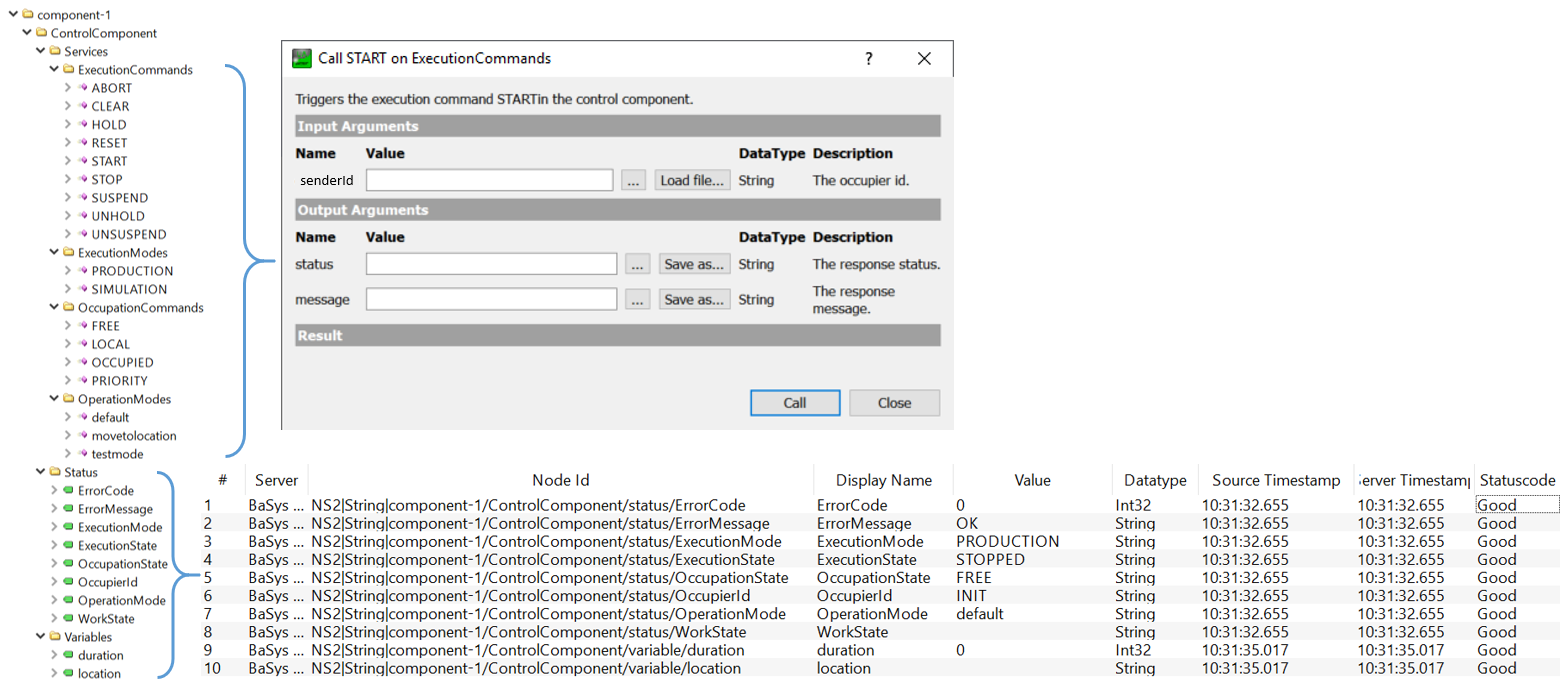 component-1
ControlComponent
Services
ExecutionCommands
ABORT
CLEAR
HOLD
RESET
START
STOP
SUSPEND
UNHOLD
UNSUSPEND
ExecutionModes
PRODUCTION
SIMULATION
OccupationCommands
FREE
LOCAL
OCCUPIED
PRIORITY
OperationModes
default
movetolocation
testmode
Status
ErrorCode
ErrorMessage
ExecutionMode
ExecutionState
OccupationState
OccupierId
OperationMode
WorkState
Variables
duration
location
Call START on ExecutionCommands ?
Triggers the execution command STARTin the control component.
Input Arguments
Name Value DataType Description
senderId ... Load file... String The occupier id.
Output Arguments
Name Value DataType Description
status ... Save as... String The response status.
message ... Save as... String The response
message.
Result
Call Close
# Server Node Id Display Name Value Datatype Source Timestamp erver Timestamp Statuscode
1 BaSys ... NS2|String|component-1/ControlComponent/status/ErrorCode ErrorCode 0 Int32 10:31:32.655 10:31:32.655 Good
2 BaSys ... NS2|String|component-1/ControlComponent/status/ErrorMessage ErrorMessage OK String 10:31:32.655 10:31:32.655 Good
3 BaSys ... NS2|String|component-1/ControlComponent/status/ExecutionMode ExecutionMode PRODUCTION String 10:31:32.655 10:31:32.655 Good
4 BaSys ... NS2|String|component-1/ControlComponent/status/ExecutionState ExecutionState STOPPED String 10:31:32.655 10:31:32.655 Good
5 BaSys ... NS2|String|component-1/ControlComponent/status/OccupationState OccupationState FREE String 10:31:32.655 10:31:32.655 Good
6 BaSys ... NS2|String|component-1/ControlComponent/status/OccupierId OccupierId INIT String 10:31:32.655 10:31:32.655 Good
7 BaSys ... NS2|String|component-1/ControlComponent/status/OperationMode OperationMode default String 10:31:32.655 10:31:32.655 Good
8 BaSys ... NS2|String|component-1/ControlComponent/status/WorkState WorkState String 10:31:32.655 10:31:32.655 Good
9 BaSys ... NS2|String|component-1/ControlComponent/variable/duration duration 0 Int32 10:31:35.017 10:31:35.017 Good
10 BaSys ... NS2|String|component-1/ControlComponent/variable/location location String 10:31:35.017 10:31:35.017 Good